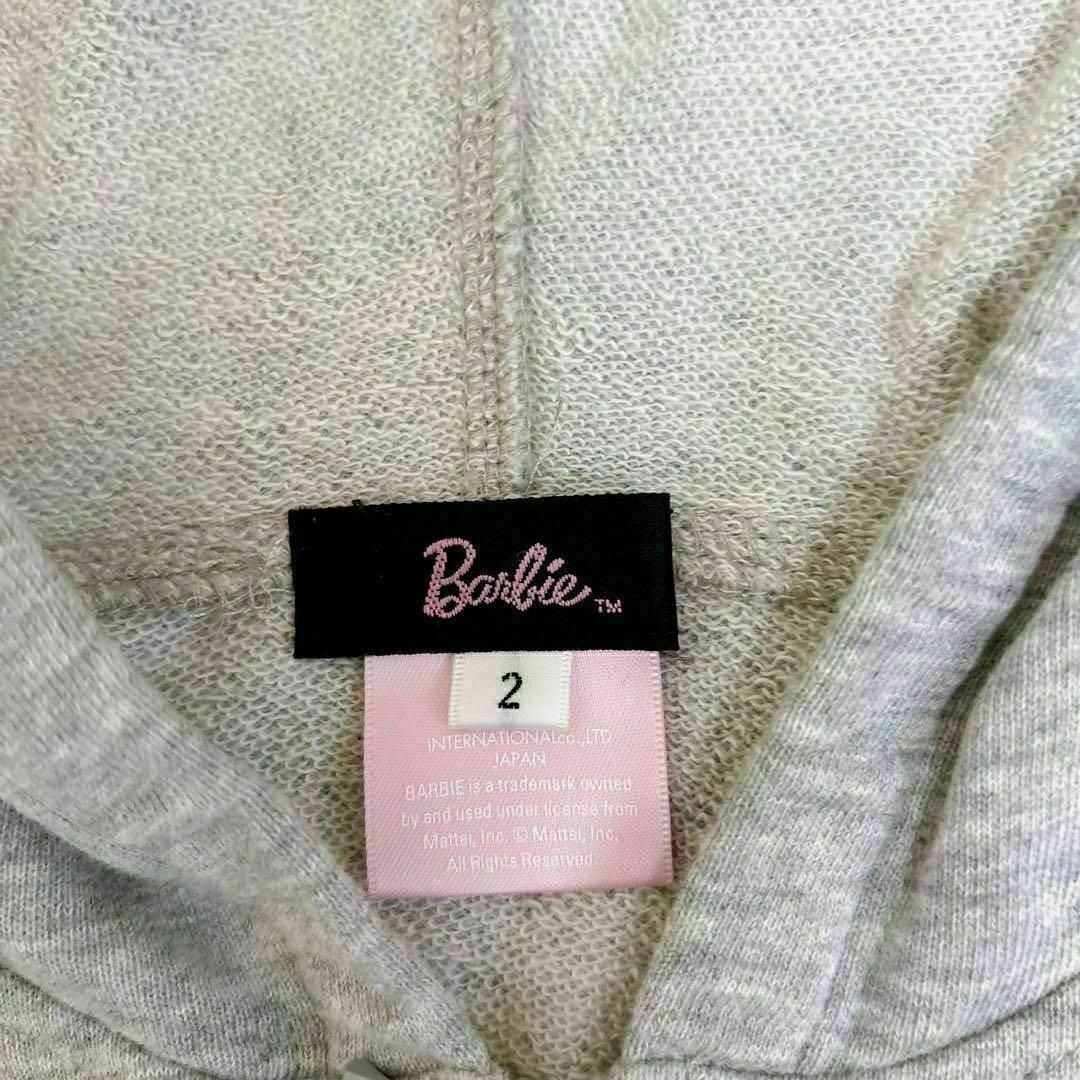 Barbie TM
2
INTERNATIONALCO.,LTD
JAPAN
BARBIE is a trademark owned
by and used under license from
Mattel, Inc. © Mattel, Inc.
All Rights Reserved.